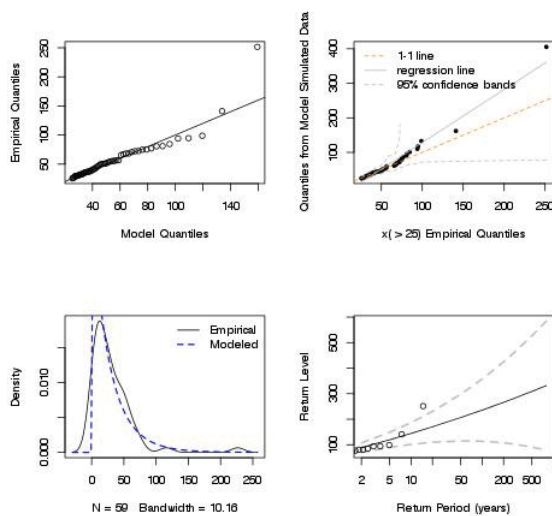 Empirical Quantiles
50 100 150 200 250
40 60 80 100 140
Model Quantiles
Quantiles from Model Simulated Data
100 200 300 400
1-1 line
regression line
95% confidence bands
50 100 150 200 250
x( > 25) Empirical Quantiles
Density
0.000 0.010
Empirical
Modeled
0 50 100 150 200 250
N = 59 Bandwidth = 10.16
Return Level
100 300 500
2 5 10 50 200 500
Return Period (years)